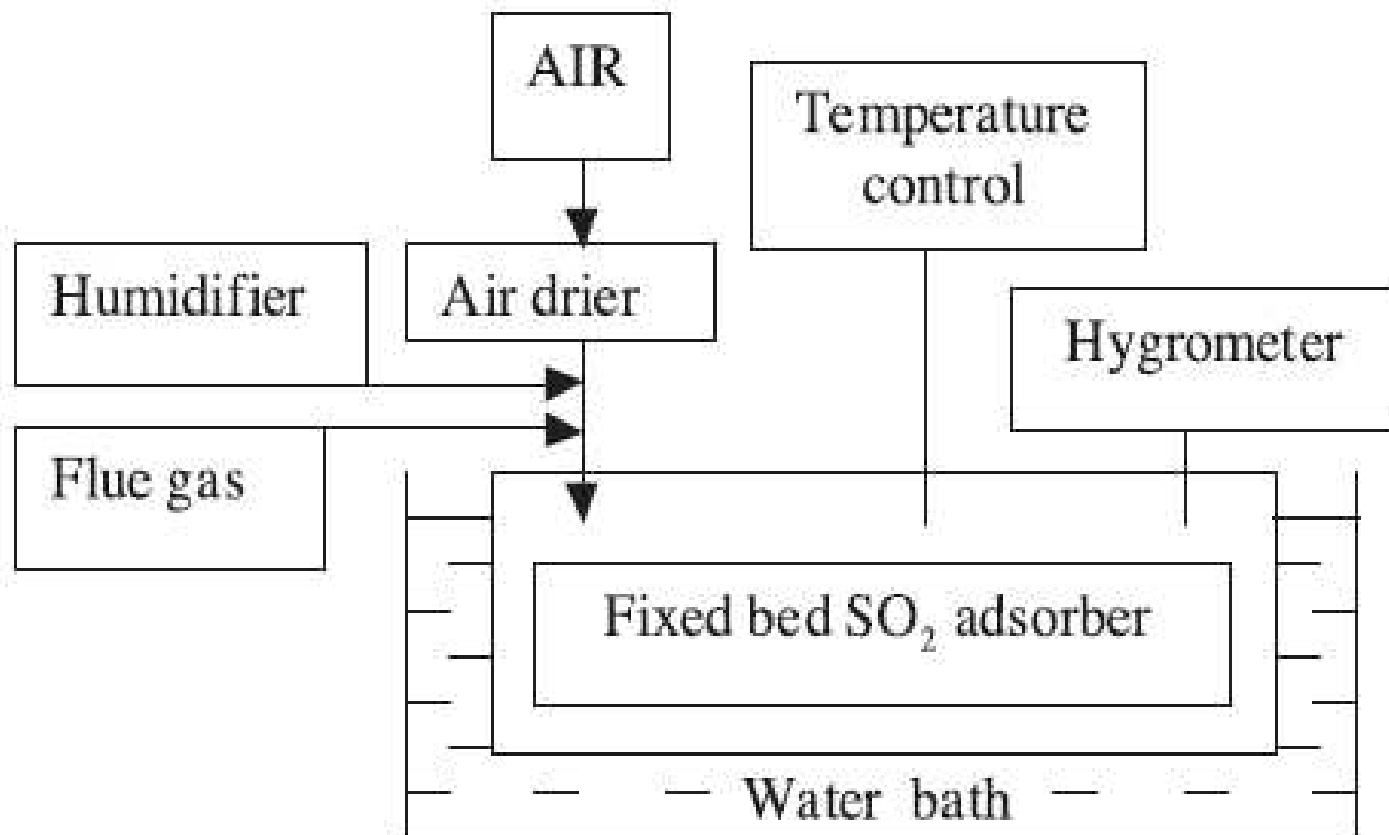 AIR
Temperature
control
Humidifier
Air drier
Hygrometer
Flue gas
Fixed bed SO₂ adsorber
Water bath